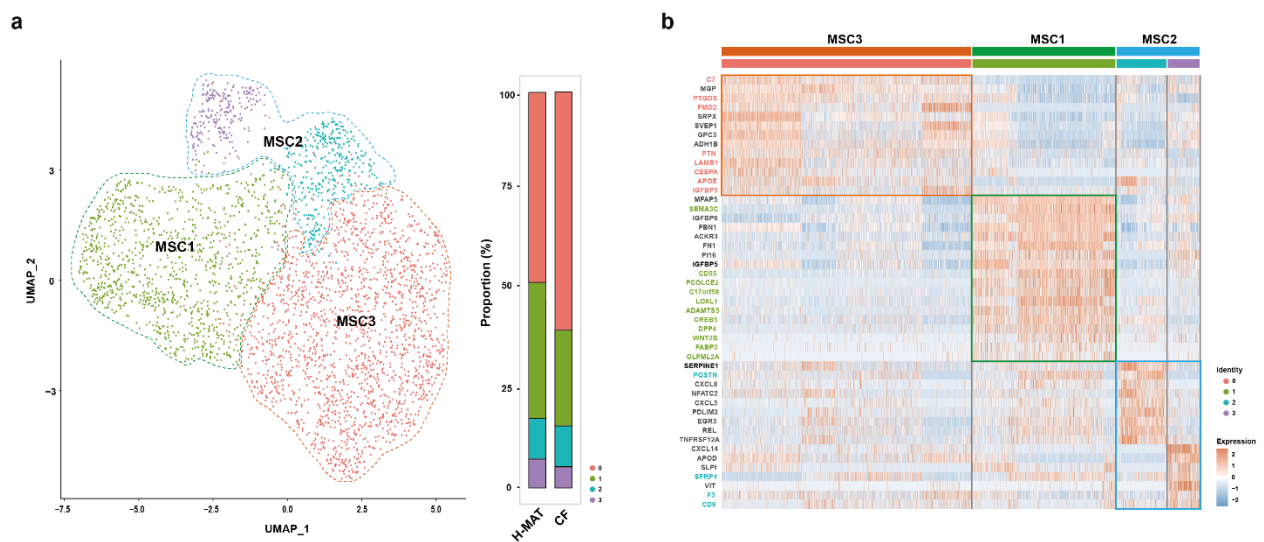 a
UMAP_2
3
0
−3
−7.5
−5.0
−2.5
0.0
2.5
5.0
UMAP_1
MSC2
MSC1
MSC3
Proportion (%)
100
75
50
25
0
H-MAT
CF
0
1
2
3
b
MSC3
MSC1
MSC2
C7
MGP
PTGDS
FMO2
SRPX
SVEP1
GPC3
ADH1B
PTN
LAMB1
CEBPA
APOE
IGFBP3
MFAP5
SEMA3C
IGFBP6
FBN1
ACKR3
FN1
PI16
IGFBP5
CD55
PCOLCE2
C17orf58
LOXL1
ADAMTS5
CREB5
DPP4
WNT2B
FABP3
OLFML2A
SERPINE1
POSTN
CXCL8
NFATC2
CXCL3
PDLIM3
EGR3
REL
TNFRSF12A
CXCL14
APOD
SLPI
SFRP4
VIT
F3
CD9
Identity
0
1
2
3
Expression
2
1
0
−1
−2